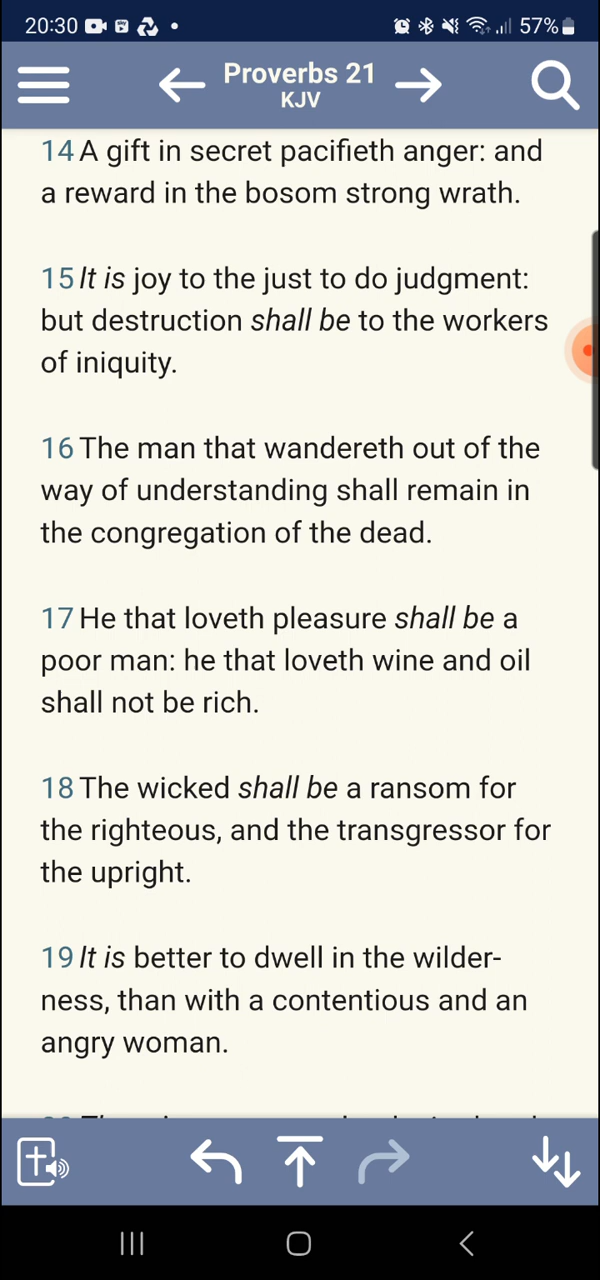 20:30 57%
Proverbs 21
KJV
14 A gift in secret pacifieth anger: and
a reward in the bosom strong wrath.
15 It is joy to the just to do judgment:
but destruction shall be to the workers
of iniquity.
16 The man that wandereth out of the
way of understanding shall remain in
the congregation of the dead.
17 He that loveth pleasure shall be a
poor man: he that loveth wine and oil
shall not be rich.
18 The wicked shall be a ransom for
the righteous, and the transgressor for
the upright.
19 It is better to dwell in the wilder-
ness, than with a contentious and an
angry woman.